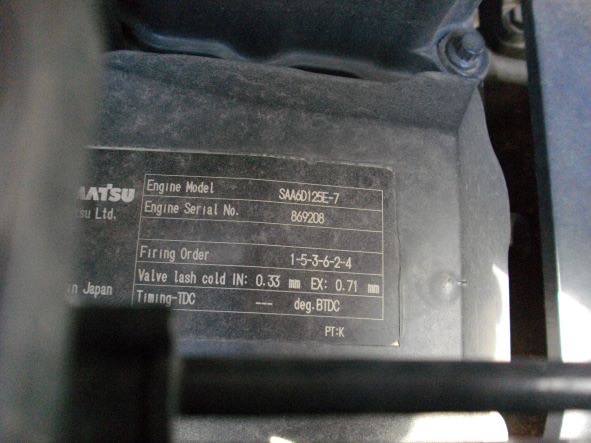 MATSU
su Ltd.
in Japan
Engine Model SAA6D125E-7
Engine Serial No. 869208
Firing Order 1-5-3-6-2-4
Valve lash cold IN: 0.33 mm EX: 0.71 mm
Timing-TDC --- deg.BTDC
PT:K